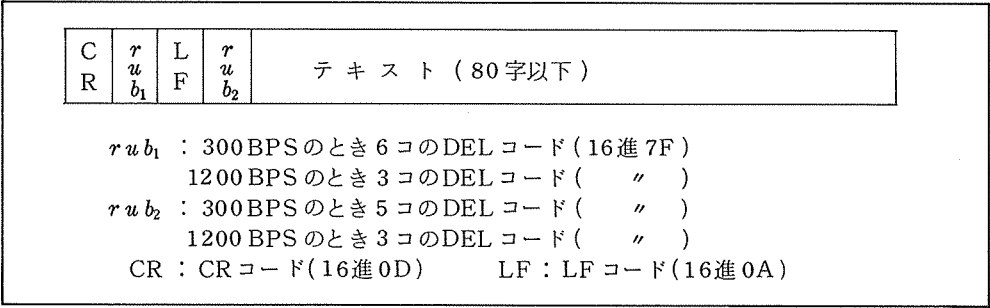 CR rub₁ LF rub₂ テキスト（80字以下）
rub₁ : 300BPSのとき6コのDELコード(16進7F)
1200BPSのとき3コのDELコード( 〃 )
rub₂ : 300BPSのとき5コのDELコード( 〃 )
1200BPSのとき3コのDELコード( 〃 )
CR : CRコード(16進0D) LF : LFコード(16進0A)